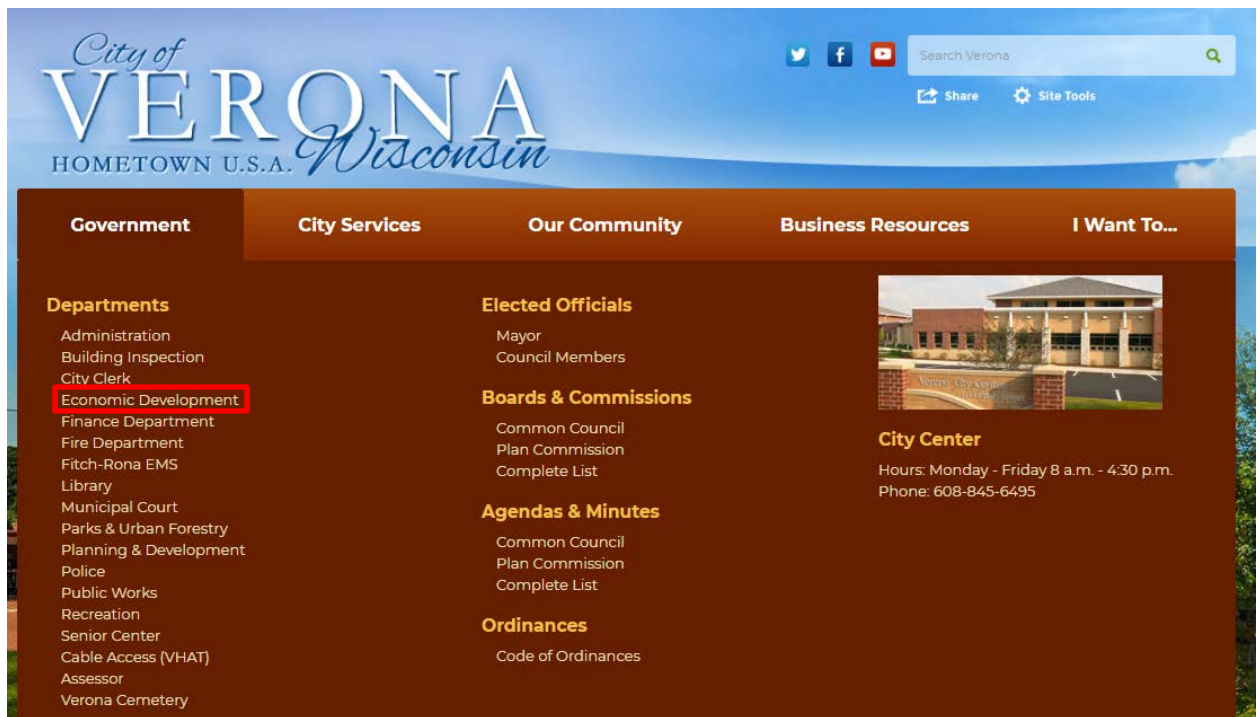 City of
VERONA
HOMETOWN U.S.A. Wisconsin
Search Verona
Share Site Tools
Government City Services Our Community Business Resources I Want To...
Departments
Administration
Building Inspection
City Clerk
Economic Development
Finance Department
Fire Department
Fitch-Rona EMS
Library
Municipal Court
Parks & Urban Forestry
Planning & Development
Police
Public Works
Recreation
Senior Center
Cable Access (VHAT)
Assessor
Verona Cemetery
Elected Officials
Mayor
Council Members
Boards & Commissions
Common Council
Plan Commission
Complete List
Agendas & Minutes
Common Council
Plan Commission
Complete List
Ordinances
Code of Ordinances
Verona City Center
City Center
Hours: Monday - Friday 8 a.m. - 4:30 p.m.
Phone: 608-845-6495